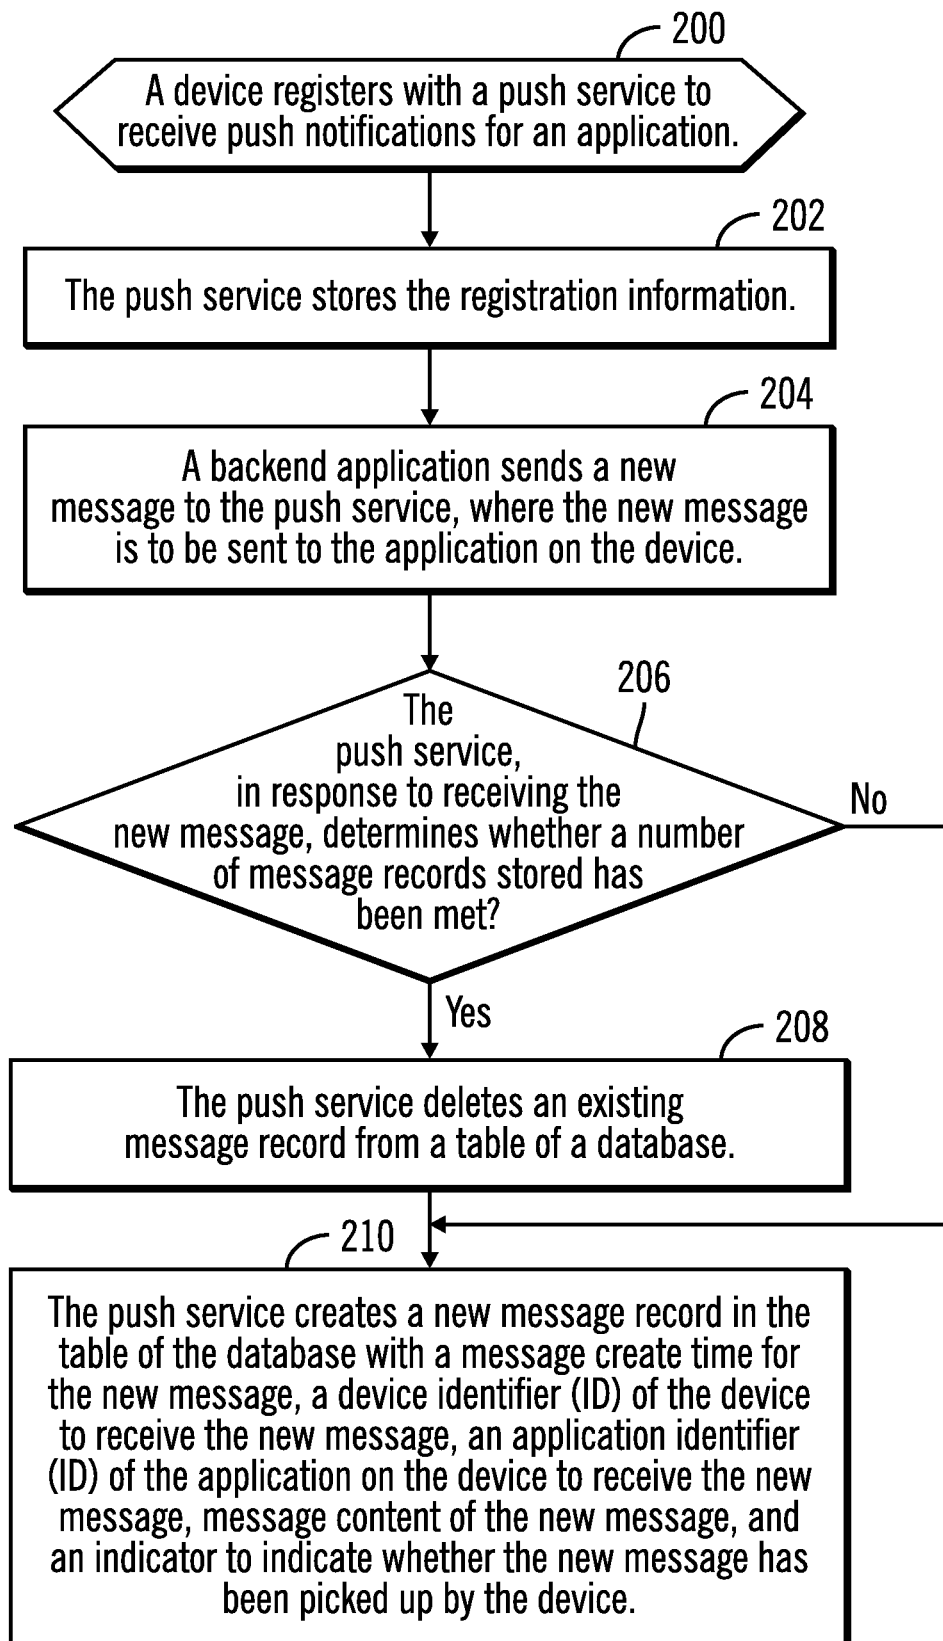 200
A device registers with a push service to
receive push notifications for an application.
202
The push service stores the registration information.
204
A backend application sends a new
message to the push service, where the new message
is to be sent to the application on the device.
206
The
push service,
in response to receiving the
new message, determines whether a number
of message records stored has
been met?
No
Yes
208
The push service deletes an existing
message record from a table of a database.
210
The push service creates a new message record in the
table of the database with a message create time for
the new message, a device identifier (ID) of the device
to receive the new message, an application identifier
(ID) of the application on the device to receive the new
message, message content of the new message, and
an indicator to indicate whether the new message has
been picked up by the device.